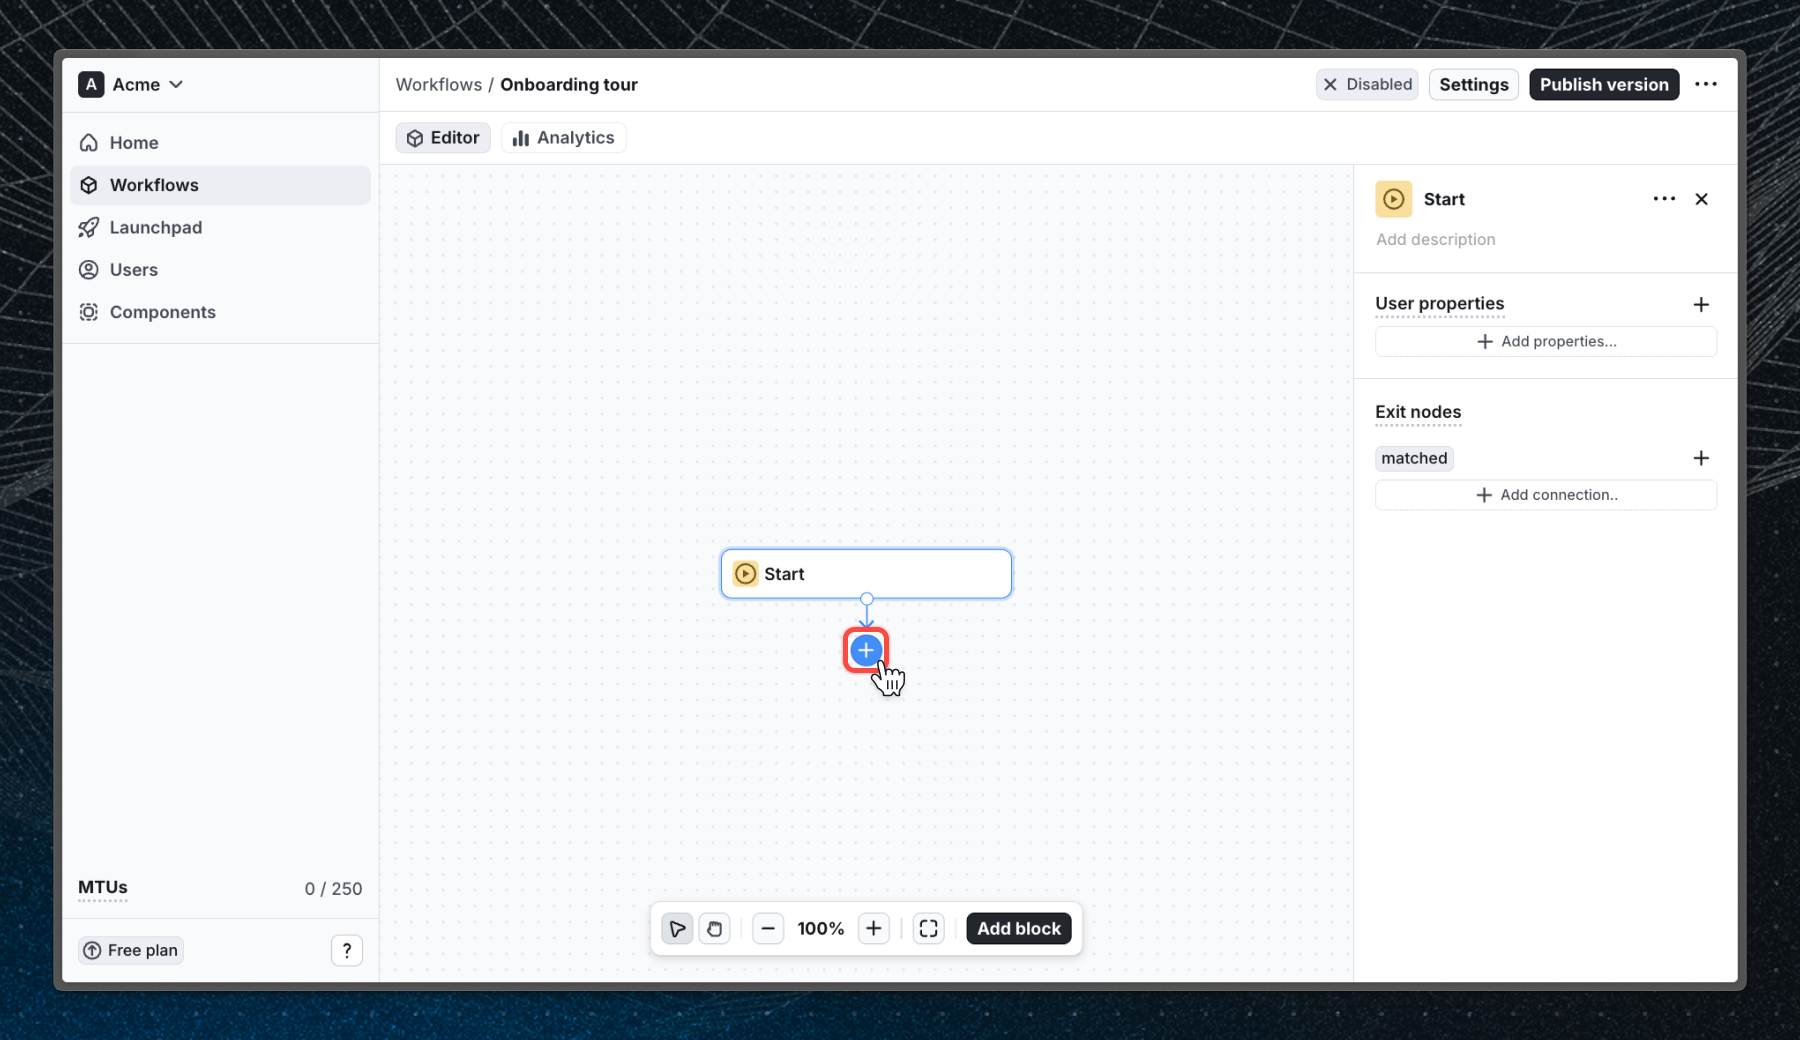 A Acme
Workflows / Onboarding tour
Disabled
Settings
Publish version
Home
Workflows
Launchpad
Users
Components
Editor
Analytics
Start
Start
Add description
User properties
Add properties...
Exit nodes
matched
Add connection..
MTUs 0 / 250
Free plan
?
100%
Add block